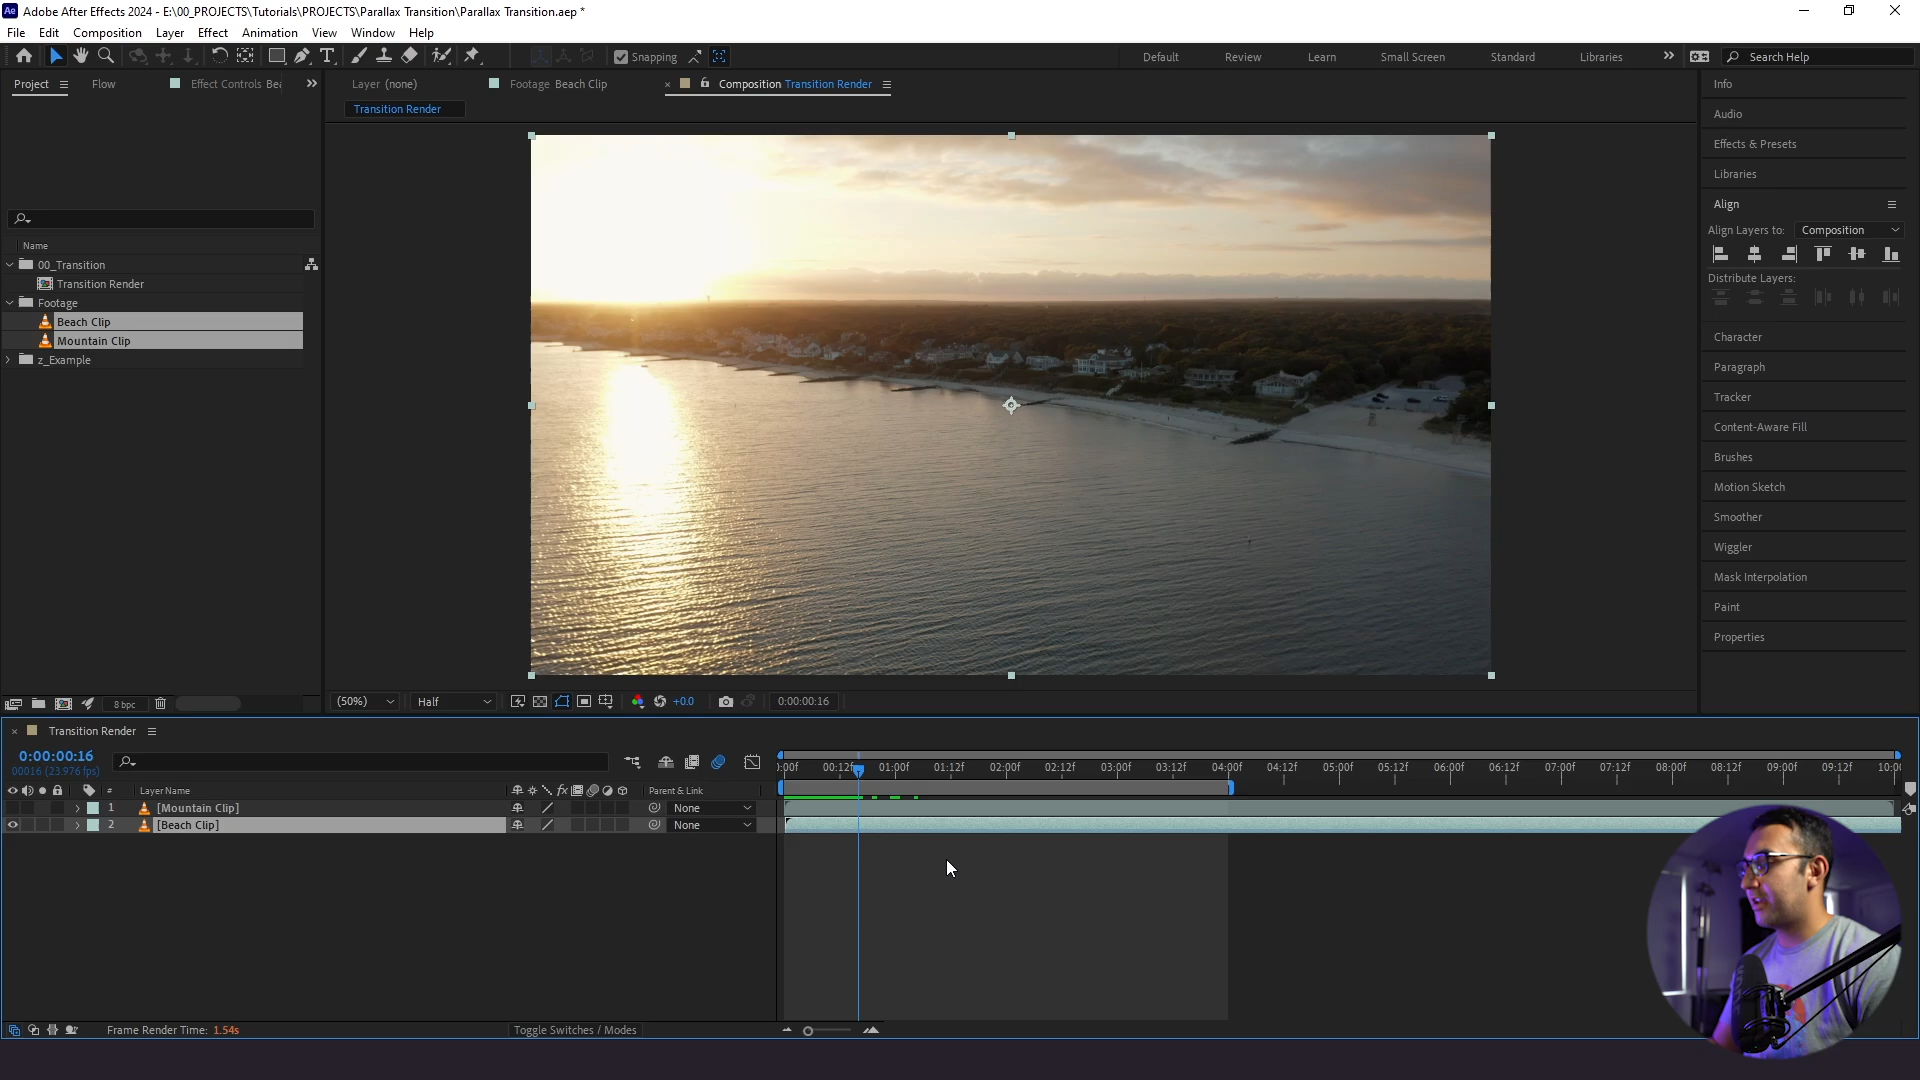 Ae Adobe After Effects 2024 - E:\00_PROJECTS\Tutorials\PROJECTS\Parallax Transition\Parallax Transition.aep *
File Edit Composition Layer Effect Animation View Window Help
Snapping Default Review Learn Small Screen Standard Libraries Search Help
Project Flow Effect Controls Bea Layer (none) Footage Beach Clip Composition Transition Render
Transition Render
Name
00_Transition
Transition Render
Footage
Beach Clip
Mountain Clip
z_Example
8 bpc
(50%) Half +0.0 0:00:00:16
Info
Audio
Effects & Presets
Libraries
Align
Align Layers to: Composition
Distribute Layers:
Character
Paragraph
Tracker
Content-Aware Fill
Brushes
Motion Sketch
Smoother
Wiggler
Mask Interpolation
Paint
Properties
Transition Render
0:00:00:16
00016 (23.976 fps)
):00f 00:12f 01:00f 01:12f 02:00f 02:12f 03:00f 03:12f 04:00f 04:12f 05:00f 05:12f 06:00f 06:12f 07:00f 07:12f 08:00f 08:12f 09:00f 09:12f 10:0
# Layer Name fx Parent & Link
1 [Mountain Clip] None
2 [Beach Clip] None
Frame Render Time: 1.54s Toggle Switches / Modes